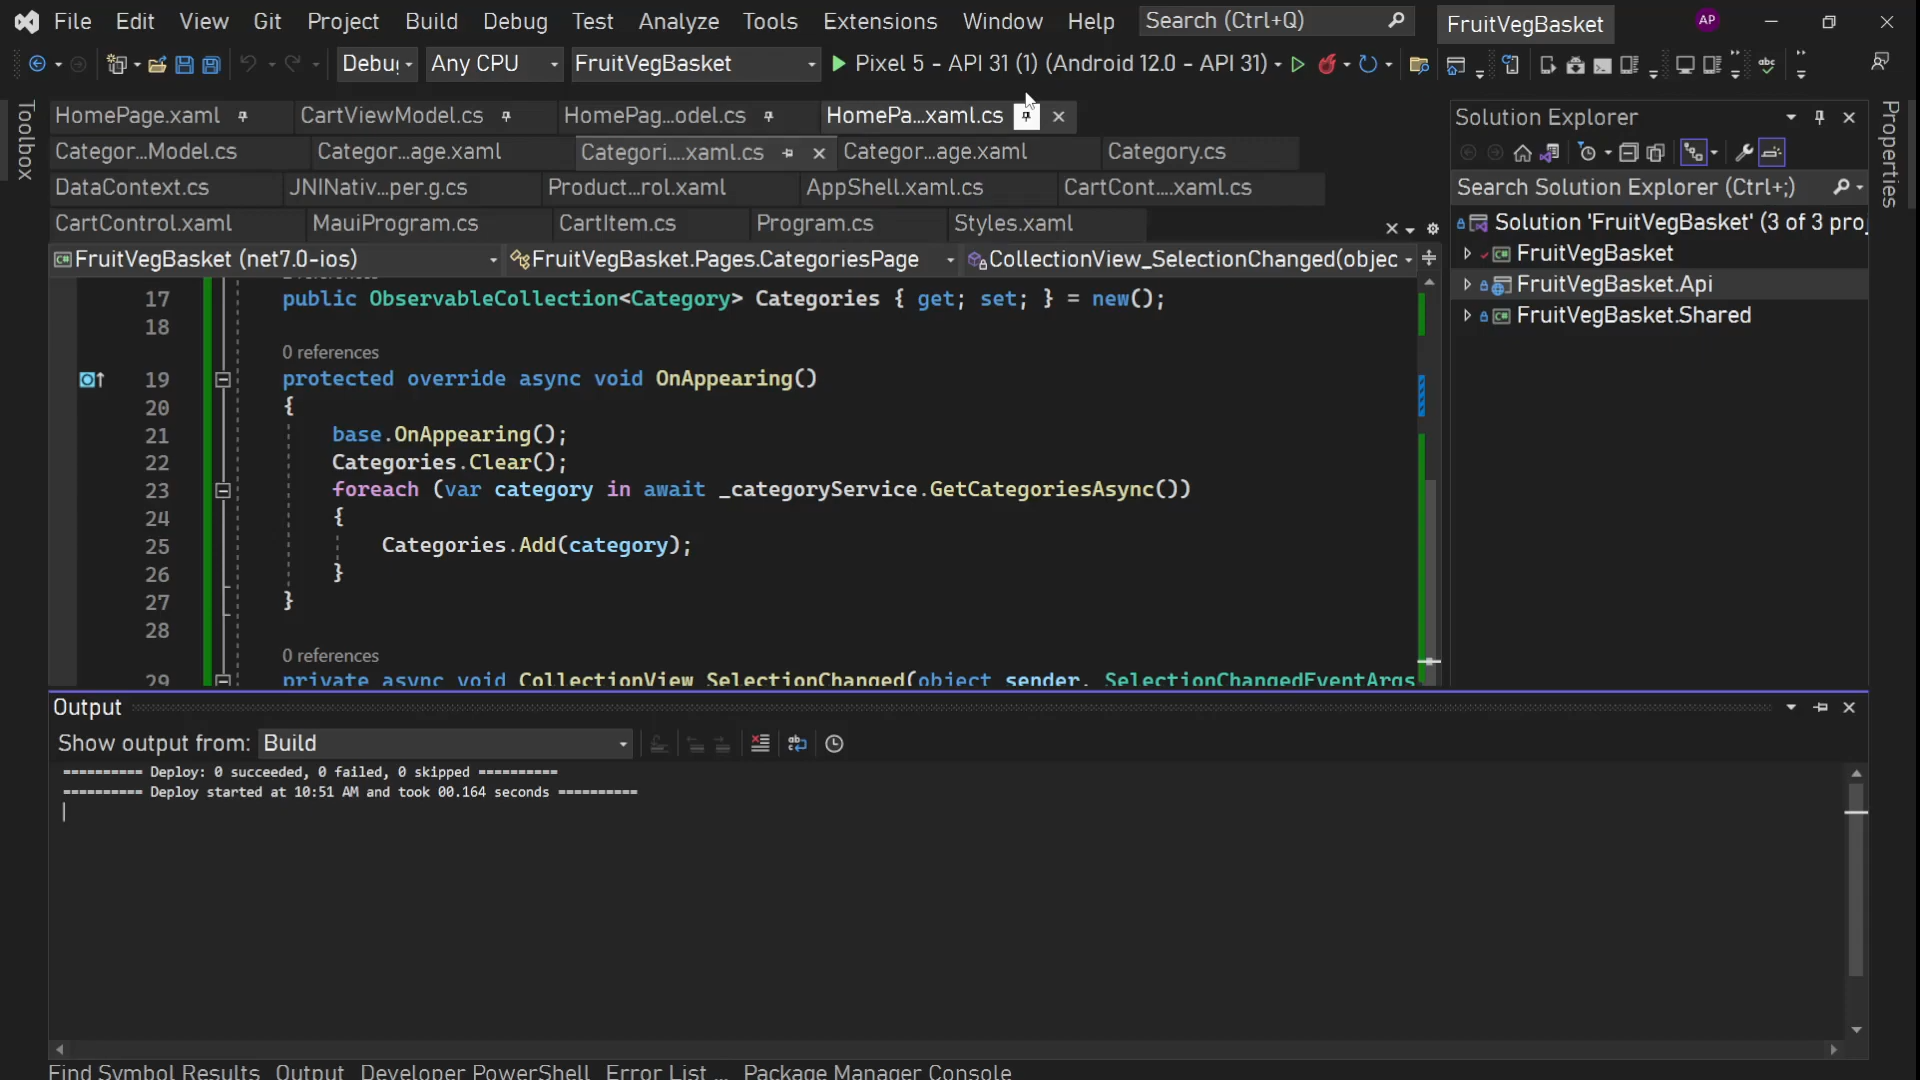 File Edit View Git Project Build Debug Test Analyze Tools Extensions Window Help Search (Ctrl+Q) FruitVegBasket AP
Debug Any CPU FruitVegBasket Pixel 5 - API 31 (1) (Android 12.0 - API 31)
Toolbox
HomePage.xaml CartViewModel.cs HomePag...odel.cs HomePa...xaml.cs
Categor...Model.cs Categor...age.xaml Categori....xaml.cs Categor...age.xaml Category.cs
DataContext.cs JNINativ...per.g.cs Product...rol.xaml AppShell.xaml.cs CartCont....xaml.cs
CartControl.xaml MauiProgram.cs CartItem.cs Program.cs Styles.xaml
FruitVegBasket (net7.0-ios) FruitVegBasket.Pages.CategoriesPage CollectionView_SelectionChanged(objec
17 public ObservableCollection<Category> Categories { get; set; } = new();
18
0 references
19 protected override async void OnAppearing()
20 {
21 base.OnAppearing();
22 Categories.Clear();
23 foreach (var category in await _categoryService.GetCategoriesAsync())
24 {
25 Categories.Add(category);
26 }
27 }
28
0 references
29 private async void CollectionView_SelectionChanged(object sender, SelectionChangedEventArgs
Solution Explorer
Search Solution Explorer (Ctrl+;)
Solution 'FruitVegBasket' (3 of 3 proj
FruitVegBasket
FruitVegBasket.Api
FruitVegBasket.Shared
Properties
Output
Show output from: Build
========== Deploy: 0 succeeded, 0 failed, 0 skipped ==========
========== Deploy started at 10:51 AM and took 00.164 seconds ==========
Find Symbol Results Output Developer PowerShell Error List ... Package Manager Console